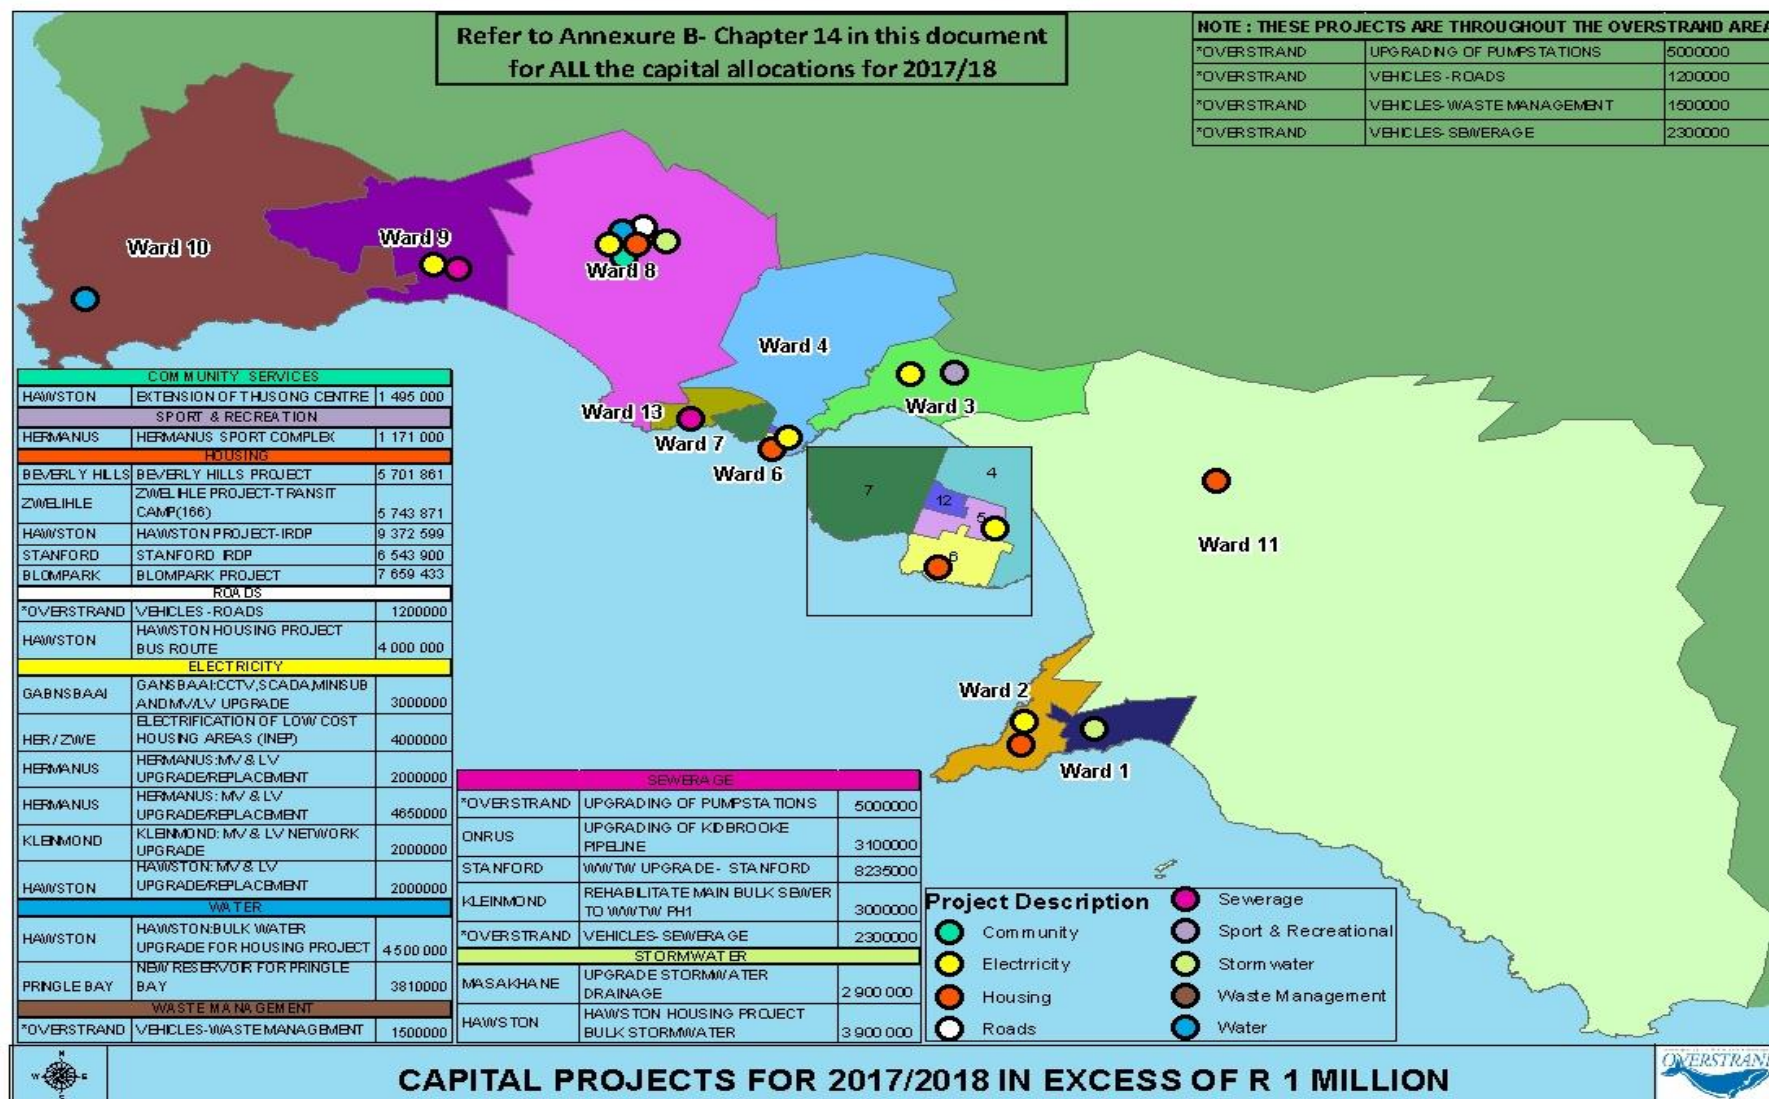 Refer to Annexure B- Chapter 14 in this document
for ALL the capital allocations for 2017/18
NOTE : THESE PROJECTS ARE THROUGHOUT THE OVERSTRAND AREA
*OVERSTRAND UPGRADING OF PUMPSTATIONS 5000000
*OVERSTRAND VEHICLES -ROADS 1200000
*OVERSTRAND VEHICLES-WASTE MANAGEMENT 1500000
*OVERSTRAND VEHICLES-SEWERAGE 2300000
Ward 10
Ward 9
Ward 8
Ward 4
Ward 3
Ward 13
Ward 7
Ward 6
Ward 11
Ward 2
Ward 1
7
4
12
5
6
COMMUNITY SERVICES
HAWSTON EXTENSION OF THUSONG CENTRE 1 495 000
SPORT & RECREATION
HERMANUS HERMANUS SPORT COMPLEX 1 171 000
HOUSING
BEVERLY HILLS BEVERLY HILLS PROJECT 5 701 861
ZWELIHLE ZWELIHLE PROJECT-TRANSIT
CAMP(166) 5 743 871
HAWSTON HAWSTON PROJECT-IRDP 9 372 599
STANFORD STANFORD IRDP 6 543 900
BLOMPARK BLOMPARK PROJECT 7 659 433
ROADS
*OVERSTRAND VEHICLES -ROADS 1200000
HAWSTON HAWSTON HOUSING PROJECT
BUS ROUTE 4 000 000
ELECTRICITY
GABNSBAAI GANSBAAI:CCTV,SCADA,MINISUB
AND MV/LV UPGRADE 3000000
HER / ZWE ELECTRIFICATION OF LOW COST
HOUSING AREAS (INEP) 4000000
HERMANUS HERMANUS:MV & LV
UPGRADE/REPLACEMENT 2000000
HERMANUS HERMANUS: MV & LV
UPGRADE/REPLACEMENT 4650000
KLEINMOND KLEINMOND: MV & LV NETWORK
UPGRADE 2000000
HAWSTON HAWSTON: MV & LV
UPGRADE/REPLACEMENT 2000000
WATER
HAWSTON HAWSTON:BULK WATER
UPGRADE FOR HOUSING PROJECT 4 500 000
PRINGLE BAY NEW RESERVOIR FOR PRINGLE
BAY 3810000
WASTE MANAGEMENT
*OVERSTRAND VEHICLES-WASTE MANAGEMENT 1500000
SEWERAGE
*OVERSTRAND UPGRADING OF PUMPSTATIONS 5000000
ONRUS UPGRADING OF KIDBROOKE
PIPELINE 3100000
STANFORD WWTW UPGRADE- STANFORD 8235000
KLEINMOND REHABILITATE MAIN BULK SEWER
TO WWTW PH1 3000000
*OVERSTRAND VEHICLES-SEWERAGE 2300000
STORMWATER
MASAKHANE UPGRADE STORMWATER
DRAINAGE 2 900 000
HAWSTON HAWSTON HOUSING PROJECT
BULK STORMWATER 3 900 000
Project Description
Community
Electrricity
Housing
Roads
Sewerage
Sport & Recreational
Stormwater
Waste Management
Water
N
W E
S
CAPITAL PROJECTS FOR 2017/2018 IN EXCESS OF R 1 MILLION
OVERSTRAND